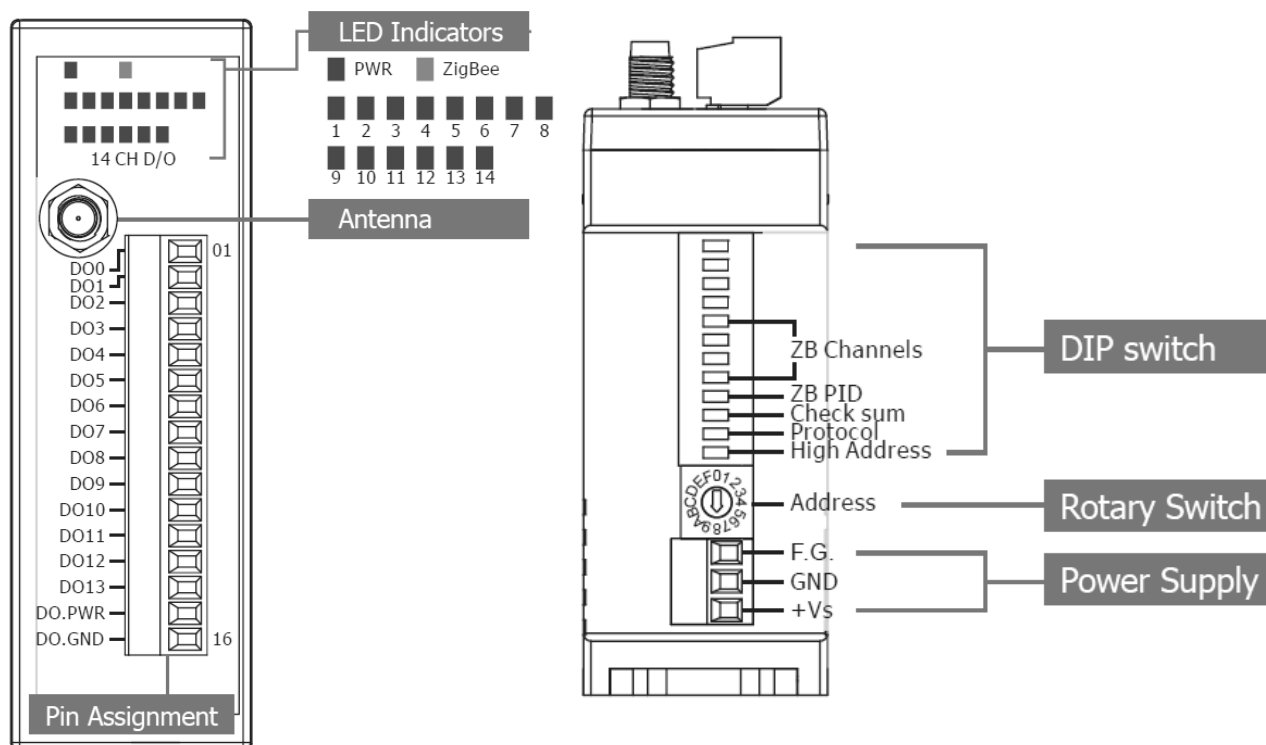 LED Indicators
PWR ZigBee
1 2 3 4 5 6 7 8
9 10 11 12 13 14
14 CH D/O
Antenna
01
DO0
DO1
DO2
DO3
DO4
DO5
DO6
DO7
DO8
DO9
DO10
DO11
DO12
DO13
DO.PWR
DO.GND 16
Pin Assignment
ZB Channels
ZB PID
Check sum
Protocol
High Address
DIP switch
0123456789ABCDEF
Address
Rotary Switch
F.G.
GND
+Vs
Power Supply